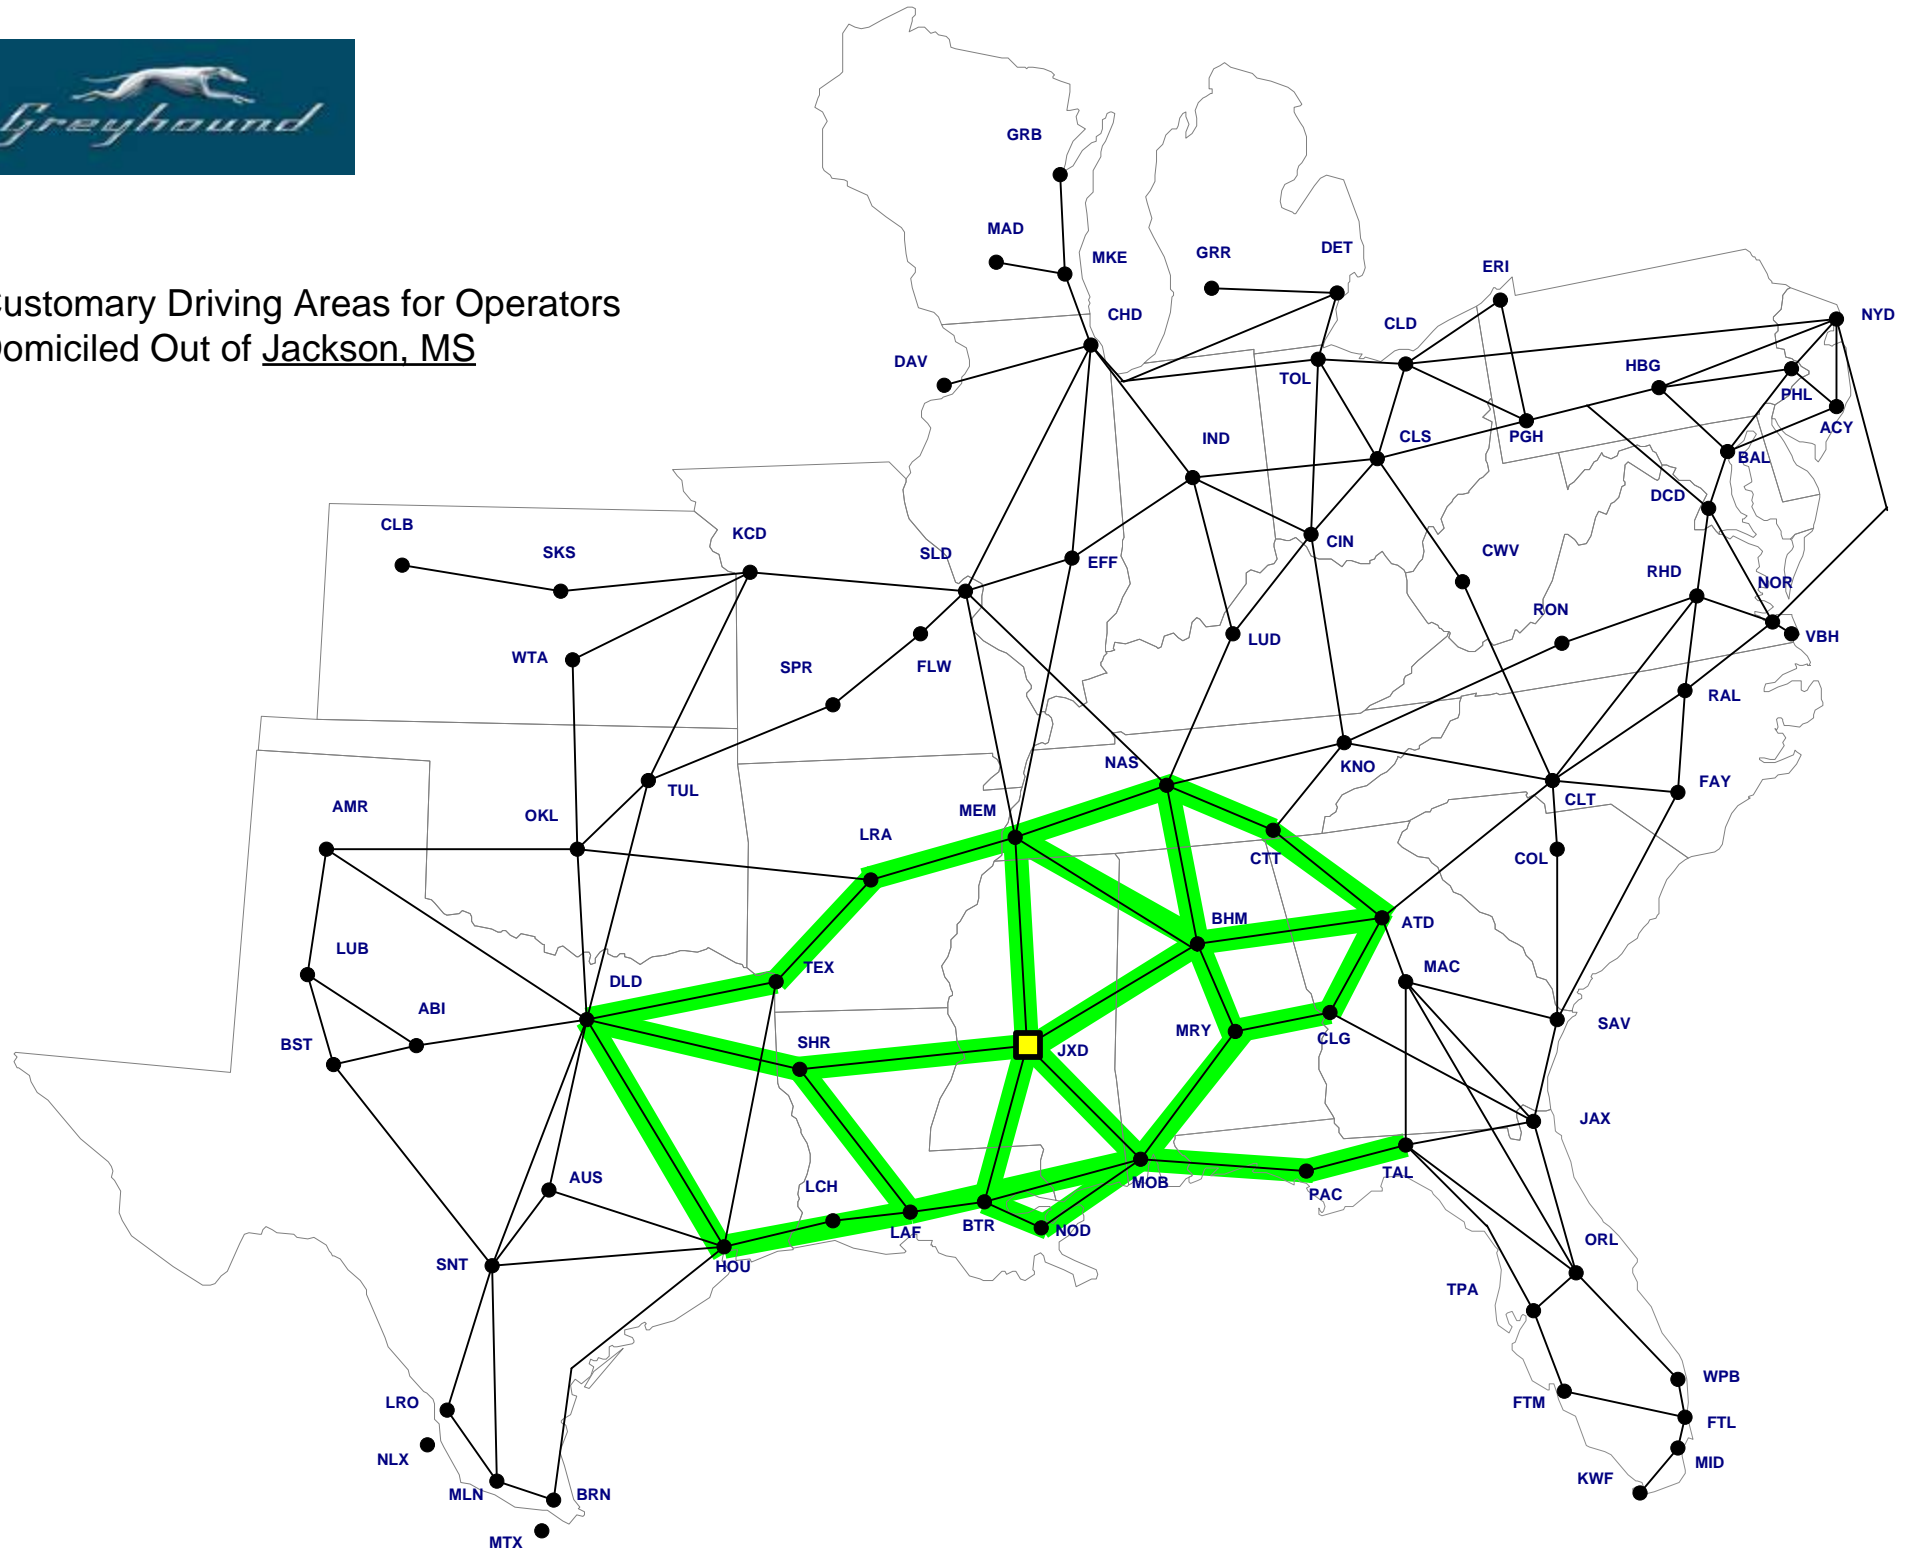 Greyhound
GRB
MAD
MKE
GRR
DET
ERI
ustomary Driving Areas for Operators
omiciled Out of Jackson, MS
CHD
CLD
NYD
DAV
TOL
HBG
PHL
ACY
IND
CLS
PGH
BAL
DCD
CLB
SKS
KCD
SLD
EFF
CIN
CWV
RHD
NOR
RON
VBH
WTA
SPR
FLW
LUD
RAL
NAS
KNO
FAY
CLT
AMR
OKL
TUL
LRA
MEM
CTT
COL
BHM
ATD
LUB
DLD
TEX
MAC
ABI
BST
SHR
JXD
MRY
CLG
SAV
JAX
AUS
LCH
MOB
PAC
TAL
LAF
BTR
NOD
SNT
HOU
ORL
TPA
LRO
WPB
FTM
FTL
NLX
MID
KWF
MLN
BRN
MTX